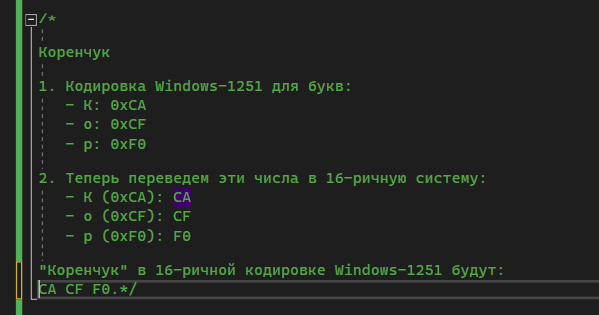 /*
Коренчук
1. Кодировка Windows-1251 для букв:
- К: 0xCA
- о: 0xCF
- р: 0xF0
2. Теперь переведем эти числа в 16-ричную систему:
- К (0xCA): CA
- о (0xCF): CF
- р (0xF0): F0
"Коренчук" в 16-ричной кодировке Windows-1251 будут:
CA CF F0.*/